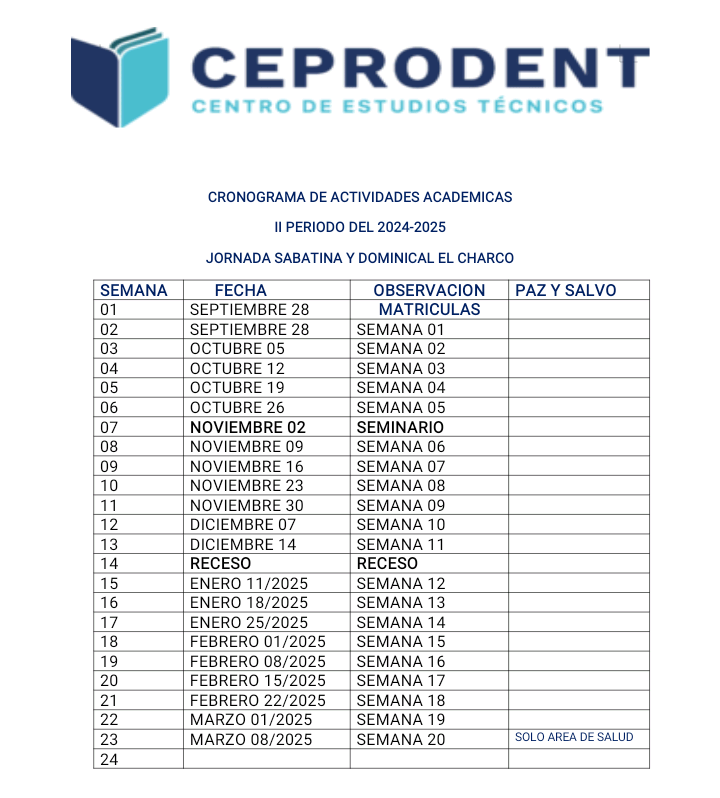 CEPRODENT
CENTRO DE ESTUDIOS TÉCNICOS
CRONOGRAMA DE ACTIVIDADES ACADEMICAS
II PERIODO DEL 2024-2025
JORNADA SABATINA Y DOMINICAL EL CHARCO
SEMANA FECHA OBSERVACION PAZ Y SALVO
01 SEPTIEMBRE 28 MATRICULAS
02 SEPTIEMBRE 28 SEMANA 01
03 OCTUBRE 05 SEMANA 02
04 OCTUBRE 12 SEMANA 03
05 OCTUBRE 19 SEMANA 04
06 OCTUBRE 26 SEMANA 05
07 NOVIEMBRE 02 SEMINARIO
08 NOVIEMBRE 09 SEMANA 06
09 NOVIEMBRE 16 SEMANA 07
10 NOVIEMBRE 23 SEMANA 08
11 NOVIEMBRE 30 SEMANA 09
12 DICIEMBRE 07 SEMANA 10
13 DICIEMBRE 14 SEMANA 11
14 RECESO RECESO
15 ENERO 11/2025 SEMANA 12
16 ENERO 18/2025 SEMANA 13
17 ENERO 25/2025 SEMANA 14
18 FEBRERO 01/2025 SEMANA 15
19 FEBRERO 08/2025 SEMANA 16
20 FEBRERO 15/2025 SEMANA 17
21 FEBRERO 22/2025 SEMANA 18
22 MARZO 01/2025 SEMANA 19
23 MARZO 08/2025 SEMANA 20 SOLO AREA DE SALUD
24